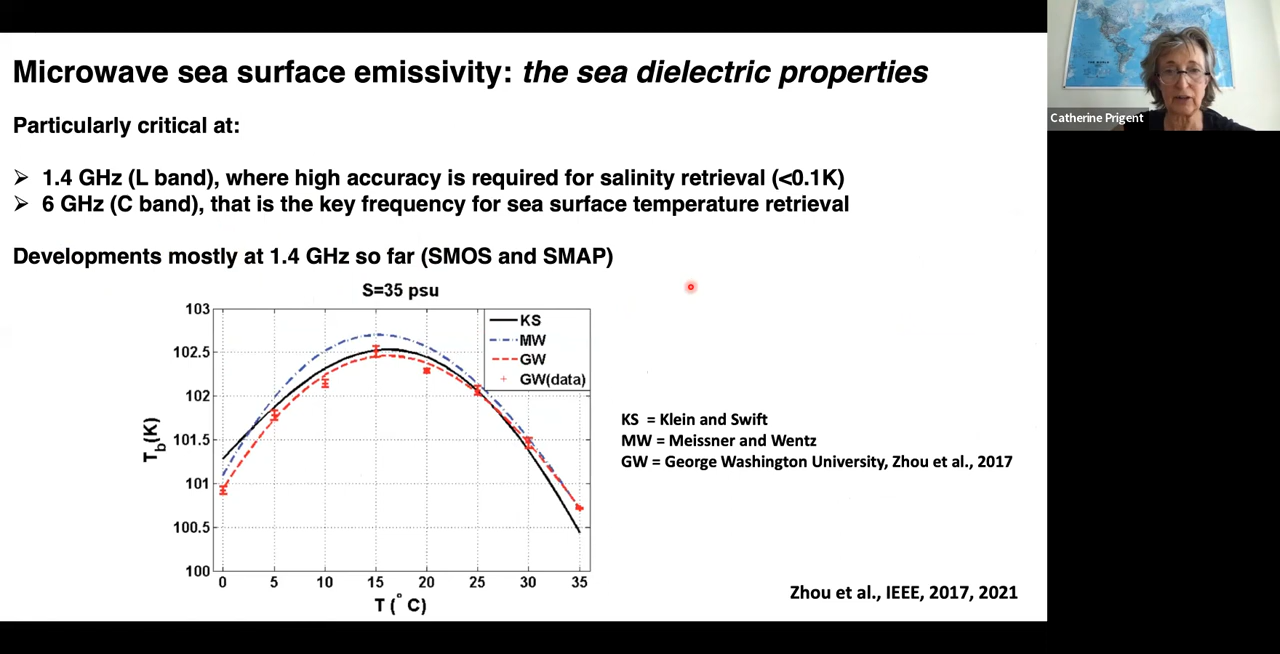 Microwave sea surface emissivity: the sea dielectric properties
Particularly critical at:
➢ 1.4 GHz (L band), where high accuracy is required for salinity retrieval (<0.1K)
➢ 6 GHz (C band), that is the key frequency for sea surface temperature retrieval
Developments mostly at 1.4 GHz so far (SMOS and SMAP)
S=35 psu
103
102.5
102
101.5
101
100.5
100
Tb(K)
KS
MW
GW
GW(data)
0 5 10 15 20 25 30 35
T (° C)
KS = Klein and Swift
MW = Meissner and Wentz
GW = George Washington University, Zhou et al., 2017
Zhou et al., IEEE, 2017, 2021
Catherine Prigent